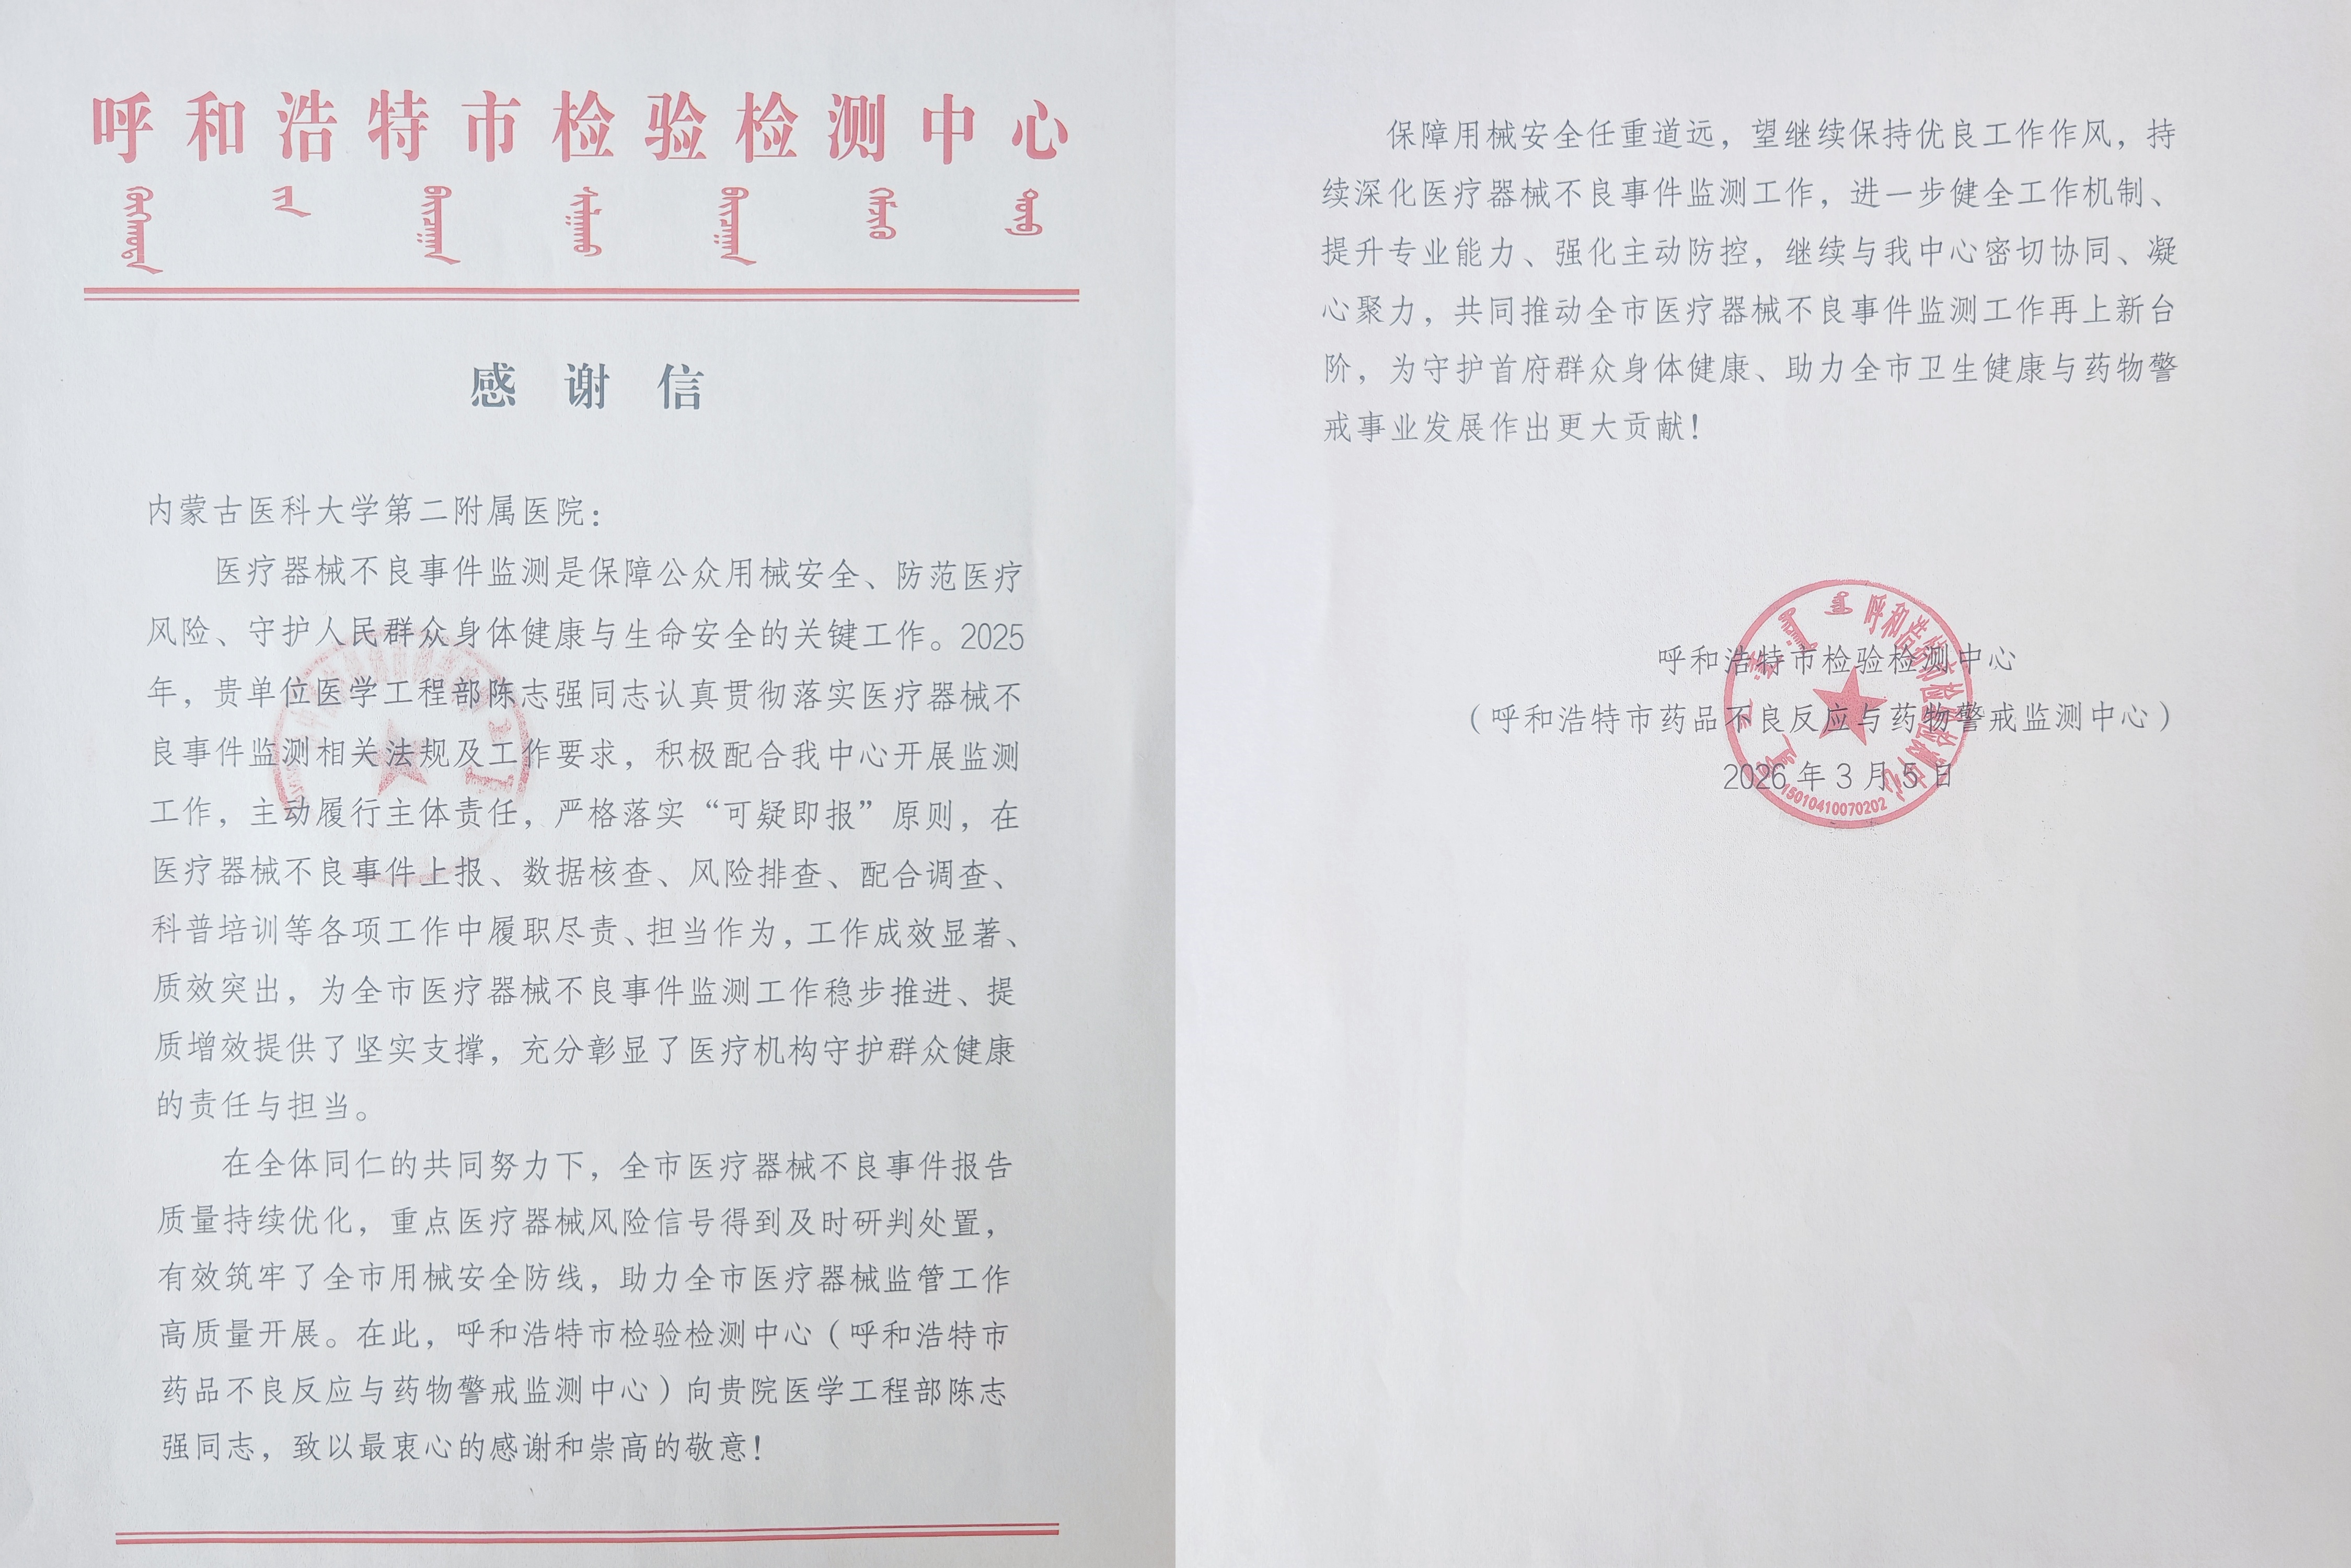 呼和浩特市检验检测中心
感谢信
内蒙古医科大学第二附属医院：
医疗器械不良事件监测是保障公众用械安全、防范医疗
风险、守护人民群众身体健康与生命安全的关键工作。2025
年，贵单位医学工程部陈志强同志认真贯彻落实医疗器械不
良事件监测相关法规及工作要求，积极配合我中心开展监测
工作，主动履行主体责任，严格落实“可疑即报”原则，在
医疗器械不良事件上报、数据核查、风险排查、配合调查、
科普培训等各项工作中履职尽责、担当作为，工作成效显著、
质效突出，为全市医疗器械不良事件监测工作稳步推进、提
质增效提供了坚实支撑，充分彰显了医疗机构守护群众健康
的责任与担当。
在全体同仁的共同努力下，全市医疗器械不良事件报告
质量持续优化，重点医疗器械风险信号得到及时研判处置，
有效筑牢了全市用械安全防线，助力全市医疗器械监管工作
高质量开展。在此，呼和浩特市检验检测中心（呼和浩特市
药品不良反应与药物警戒监测中心）向贵院医学工程部陈志
强同志，致以最衷心的感谢和崇高的敬意！
保障用械安全任重道远，望继续保持优良工作作风，持
续深化医疗器械不良事件监测工作，进一步健全工作机制、
提升专业能力、强化主动防控，继续与我中心密切协同、凝
心聚力，共同推动全市医疗器械不良事件监测工作再上新台
阶，为守护首府群众身体健康、助力全市卫生健康与药物警
戒事业发展作出更大贡献！
呼和浩特市检验检测中心
（呼和浩特市药品不良反应与药物警戒监测中心）
2026年3月5日
呼和浩特市检验检测中心
15010410070202